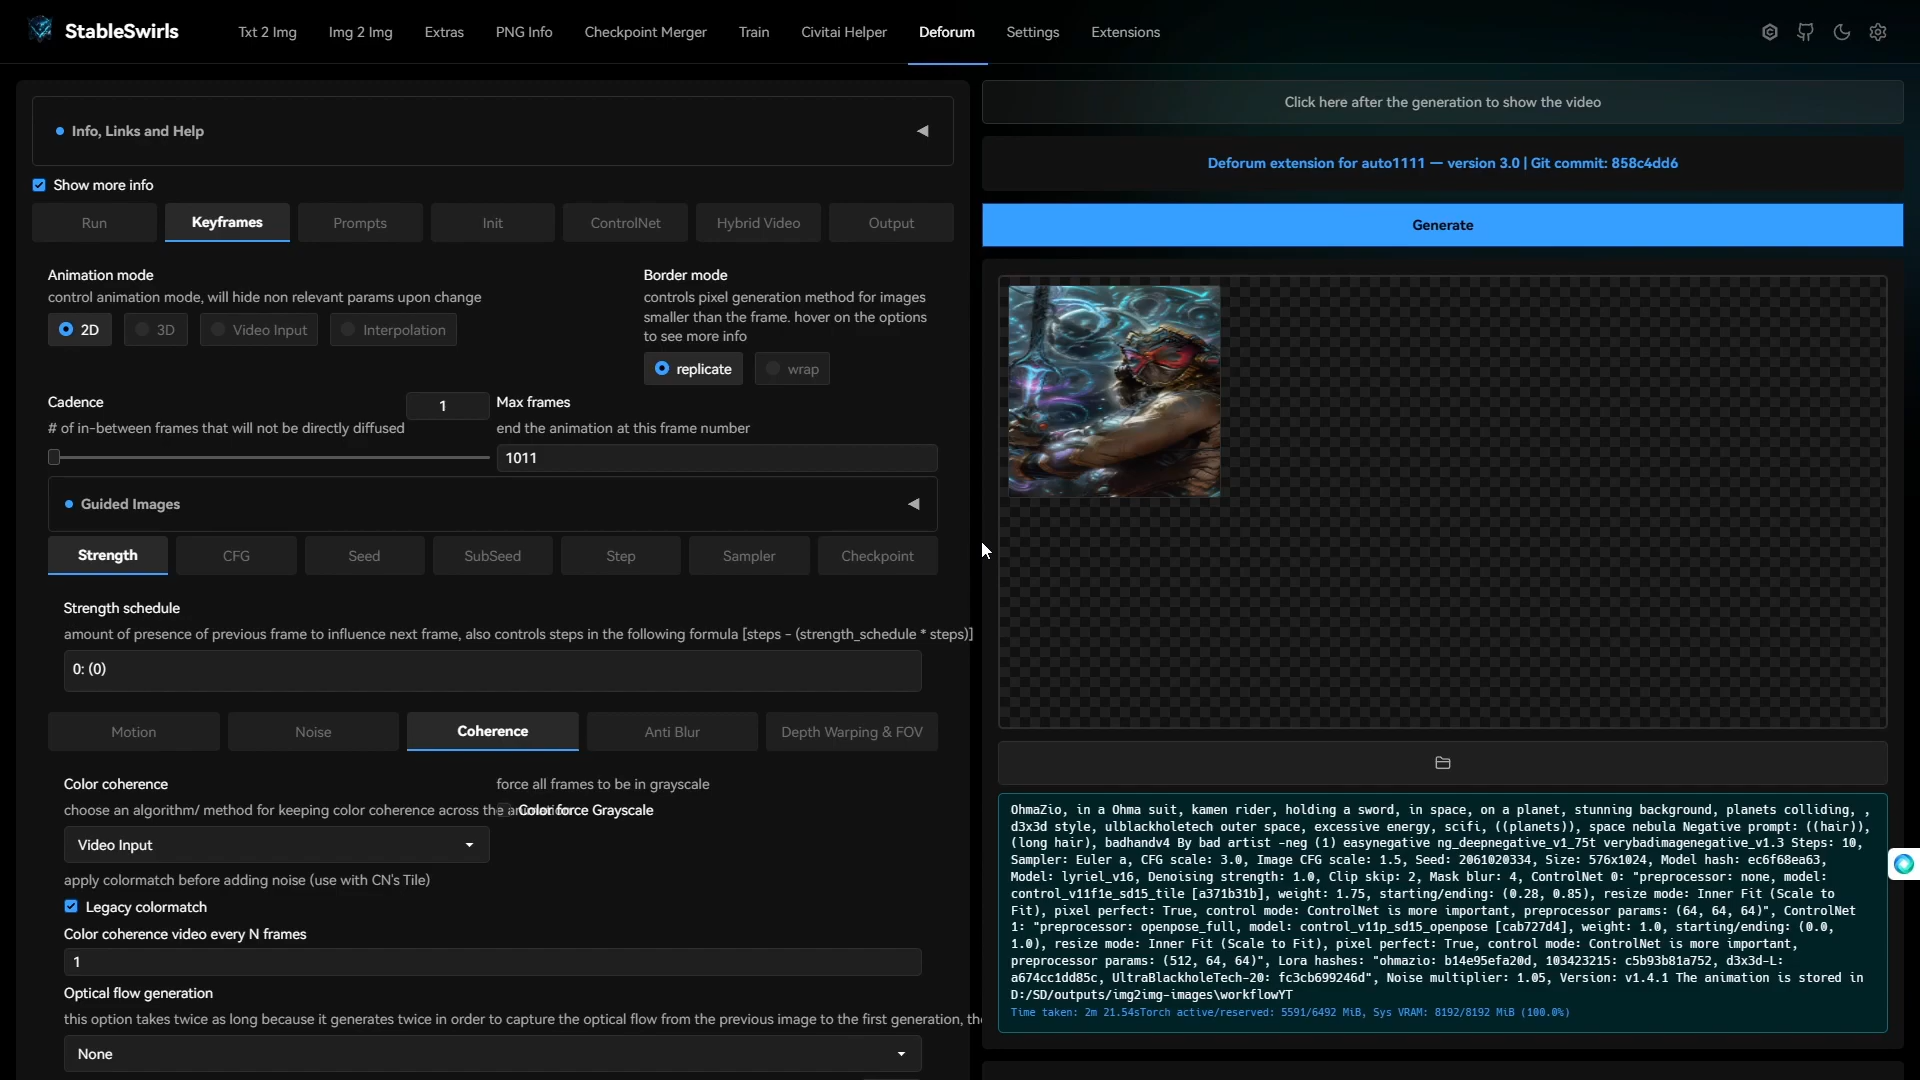 StableSwirls
Txt 2 Img
Img 2 Img
Extras
PNG Info
Checkpoint Merger
Train
Civitai Helper
Deforum
Settings
Extensions
Info, Links and Help
Show more info
Run
Keyframes
Prompts
Init
ControlNet
Hybrid Video
Output
Animation mode
control animation mode, will hide non relevant params upon change
2D
3D
Video Input
Interpolation
Border mode
controls pixel generation method for images
smaller than the frame. hover on the options
to see more info
replicate
wrap
Cadence
1
# of in-between frames that will not be directly diffused
Max frames
end the animation at this frame number
1011
Guided Images
Strength
CFG
Seed
SubSeed
Step
Sampler
Checkpoint
Strength schedule
amount of presence of previous frame to influence next frame, also controls steps in the following formula [steps - (strength_schedule * steps)]
0: (0)
Motion
Noise
Coherence
Anti Blur
Depth Warping & FOV
Color coherence
choose an algorithm/ method for keeping color coherence across the
Video Input
force all frames to be in grayscale
Color force Grayscale
apply colormatch before adding noise (use with CN's Tile)
Legacy colormatch
Color coherence video every N frames
1
Optical flow generation
this option takes twice as long because it generates twice in order to capture the optical flow from the previous image to the first generation,
None
Click here after the generation to show the video
Deforum extension for auto1111 — version 3.0 | Git commit: 858c4dd6
Generate
OhmaZio, in a Ohma suit, kamen rider, holding a sword, in space, on a planet, stunning background, planets colliding, ,
d3x3d style, ulblackholetech outer space, excessive energy, scifi, ((planets)), space nebula Negative prompt: ((hair)),
(long hair), badhandv4 By bad artist -neg (1) easynegative ng_deepnegative_v1_75t verybadimagenegative_v1.3 Steps: 10,
Sampler: Euler a, CFG scale: 3.0, Image CFG scale: 1.5, Seed: 2061020334, Size: 576x1024, Model hash: ec6f68ea63,
Model: lyriel_v16, Denoising strength: 1.0, Clip skip: 2, Mask blur: 4, ControlNet 0: "preprocessor: none, model:
control_v11f1e_sd15_tile [a371b31b], weight: 1.75, starting/ending: (0.28, 0.85), resize mode: Inner Fit (Scale to
Fit), pixel perfect: True, control mode: ControlNet is more important, preprocessor params: (64, 64, 64)", ControlNet
1: "preprocessor: openpose_full, model: control_v11p_sd15_openpose [cab727d4], weight: 1.0, starting/ending: (0.0,
1.0), resize mode: Inner Fit (Scale to Fit), pixel perfect: True, control mode: ControlNet is more important,
preprocessor params: (512, 64, 64)", Lora hashes: "ohmazio: b14e95efa20d, 103423215: c5b93b81a752, d3x3d-L:
a674cc1dd85c, UltraBlackholeTech-20: fc3cb699246d", Noise multiplier: 1.05, Version: v1.4.1 The animation is stored in
D:/SD/outputs/img2img-images\workflowYT
Time taken: 2m 21.54sTorch active/reserved: 5591/6492 MiB, Sys VRAM: 8192/8192 MiB (100.0%)